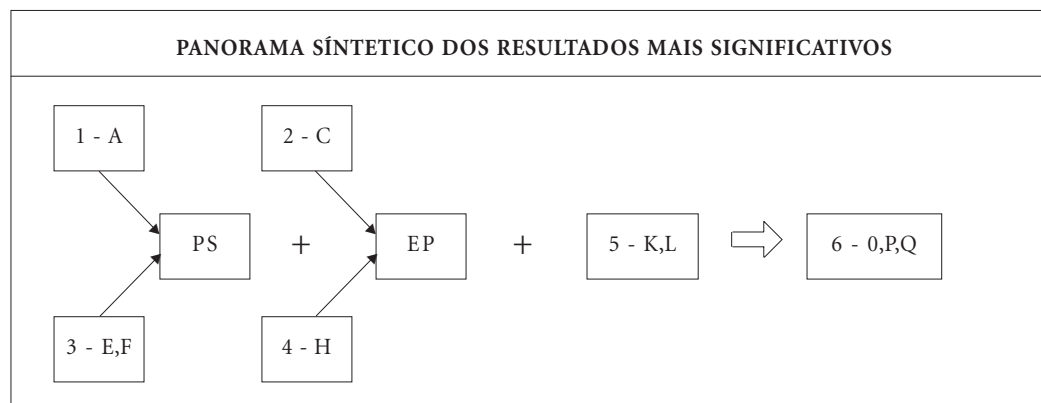 PANORAMA SÍNTETICO DOS RESULTADOS MAIS SIGNIFICATIVOS
1 - A
2 - C
PS
+
EP
+
5 - K,L
6 - 0,P,Q
3 - E,F
4 - H